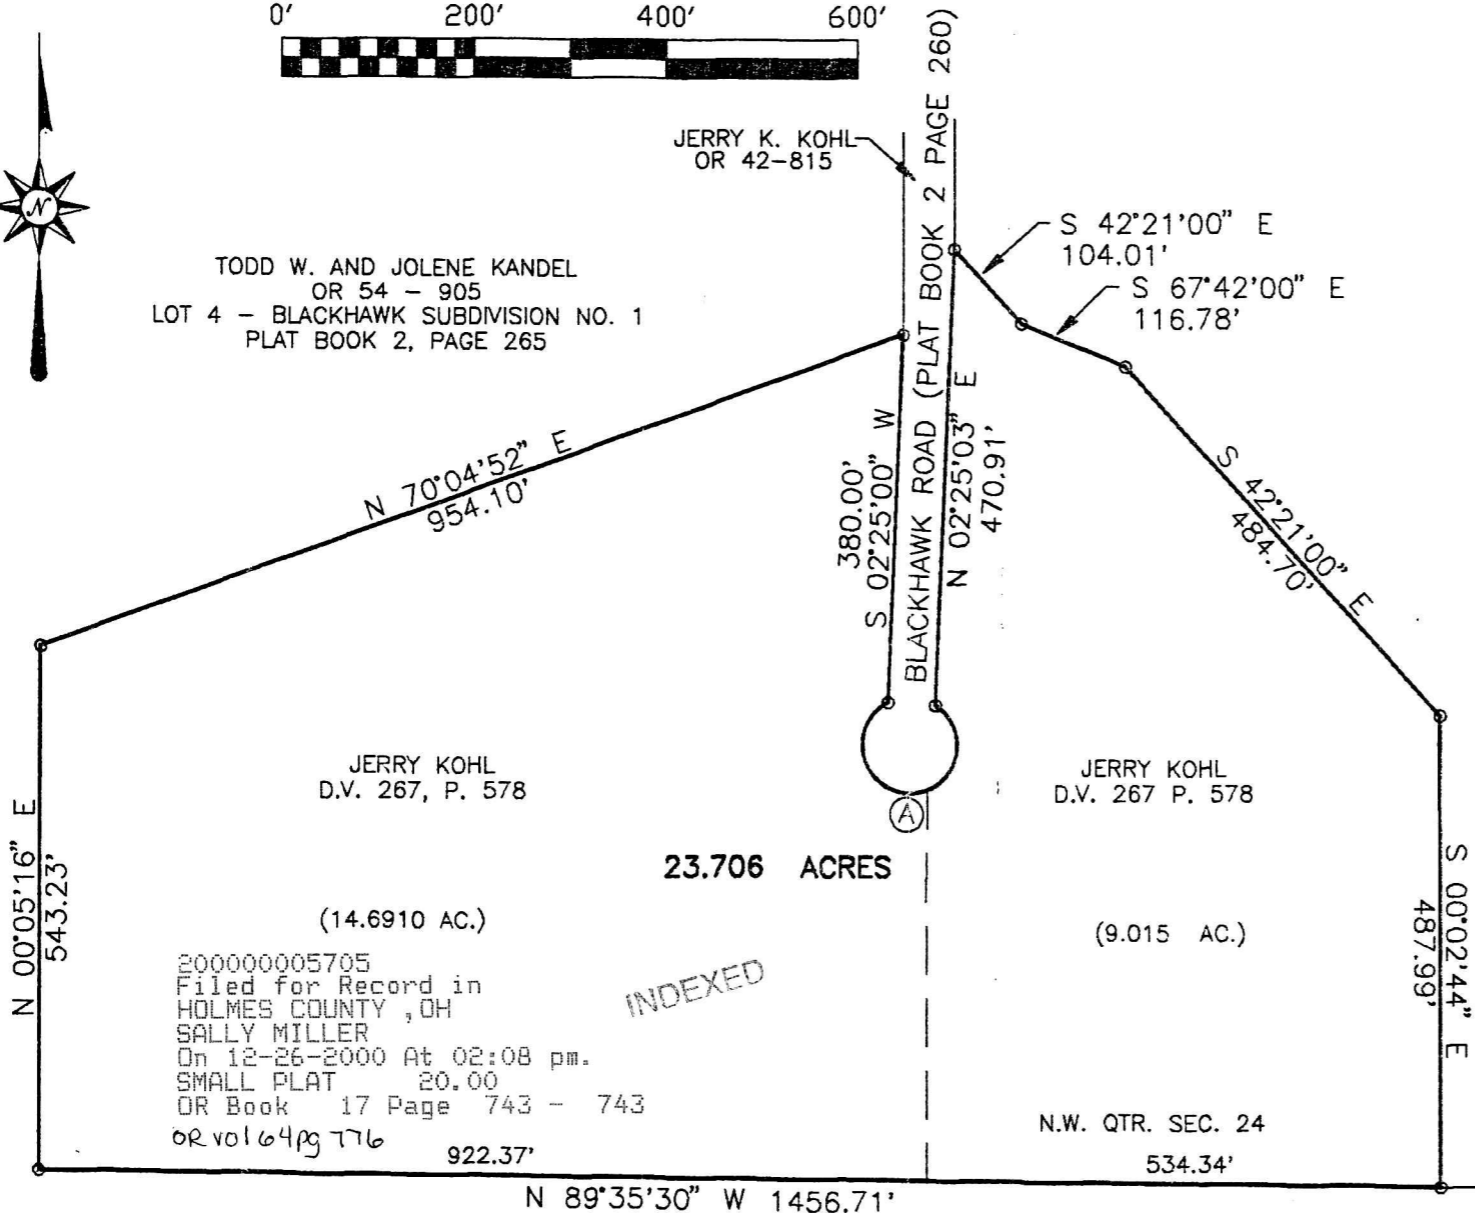 0' 200' 400' 600'
JERRY K. KOHL
OR 42-815
BLACKHAWK ROAD (PLAT BOOK 2 PAGE 260)
N
S 42°21'00" E
104.01'
S 67°42'00" E
116.78'
TODD W. AND JOLENE KANDEL
OR 54 - 905
LOT 4 - BLACKHAWK SUBDIVISION NO. 1
PLAT BOOK 2, PAGE 265
N 70°04'52" E
954.10'
380.00'
S 02°25'00" W
N 02°25'03" E
470.91'
S 42°21'00" E
484.70'
JERRY KOHL
D.V. 267, P. 578
JERRY KOHL
D.V. 267 P. 578
A
23.706 ACRES
N 00°05'16" E
543.23'
S 00°02'44" E
487.99'
(14.6910 AC.)
(9.015 AC.)
200000005705
Filed for Record in
HOLMES COUNTY ,OH
SALLY MILLER
On 12-26-2000 At 02:08 pm.
SMALL PLAT 20.00
OR Book 17 Page 743 - 743
OR vol 64 pg 776
INDEXED
N.W. QTR. SEC. 24
922.37'
534.34'
N 89°35'30" W 1456.71'